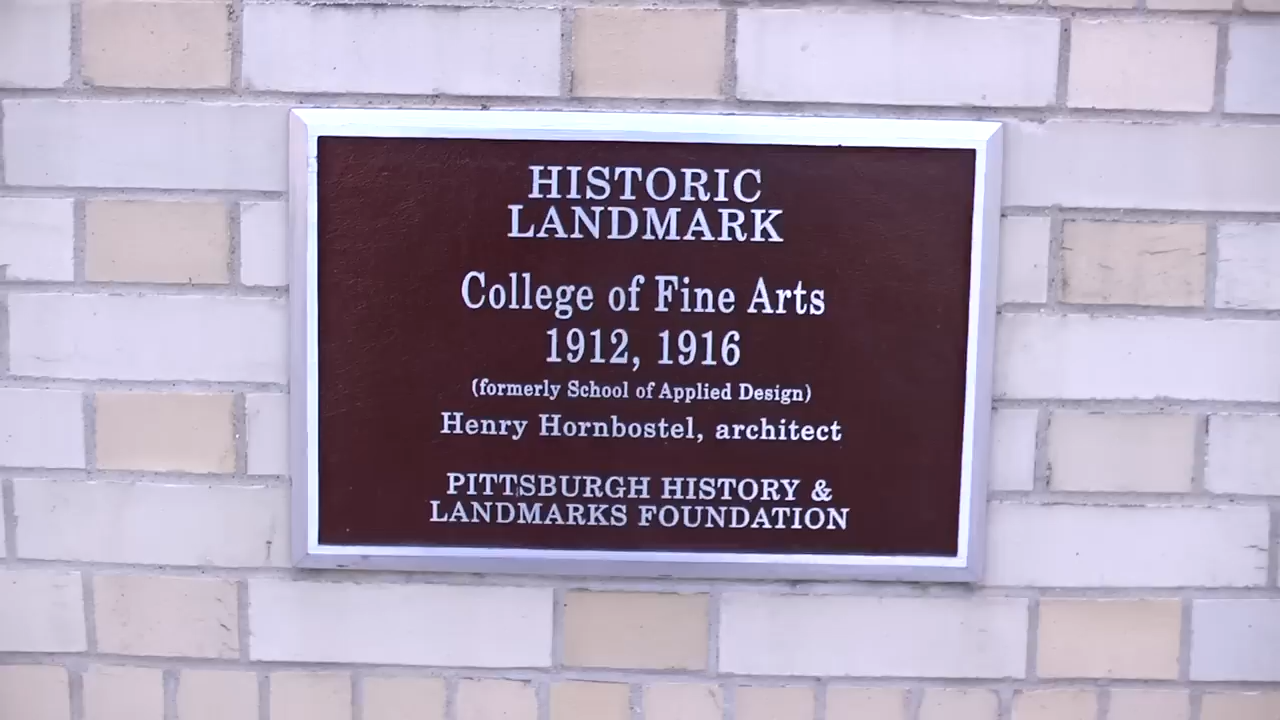 HISTORIC
LANDMARK
College of Fine Arts
1912, 1916
(formerly School of Applied Design)
Henry Hornbostel, architect
PITTSBURGH HISTORY &
LANDMARKS FOUNDATION